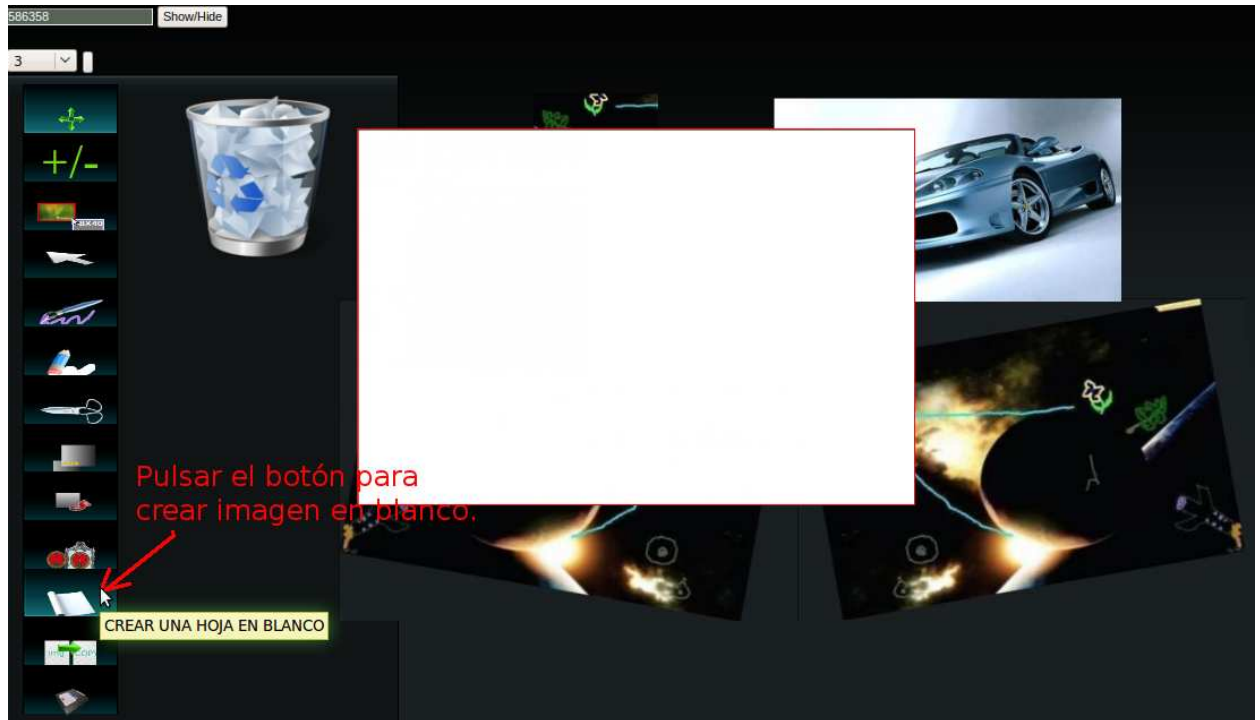 586358
Show/Hide
3
+/-
Pulsar el botón para
crear imagen en blanco.
CREAR UNA HOJA EN BLANCO